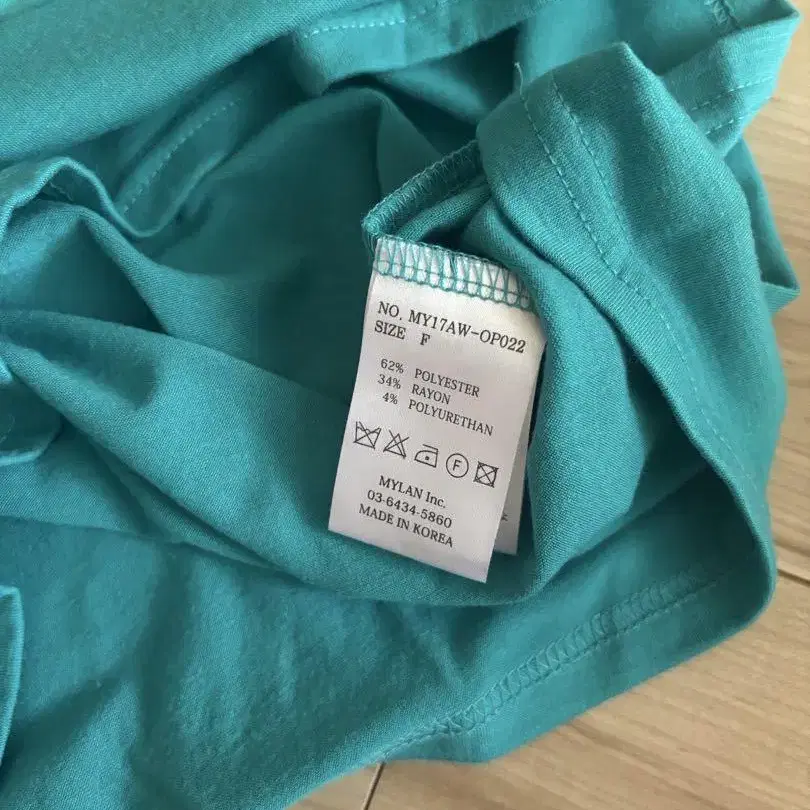 NO. MY17AW-OP022
SIZE F
62% POLYESTER
34% RAYON
4% POLYURETHAN
F
MYLAN Inc.
03-6434-5860
MADE IN KOREA